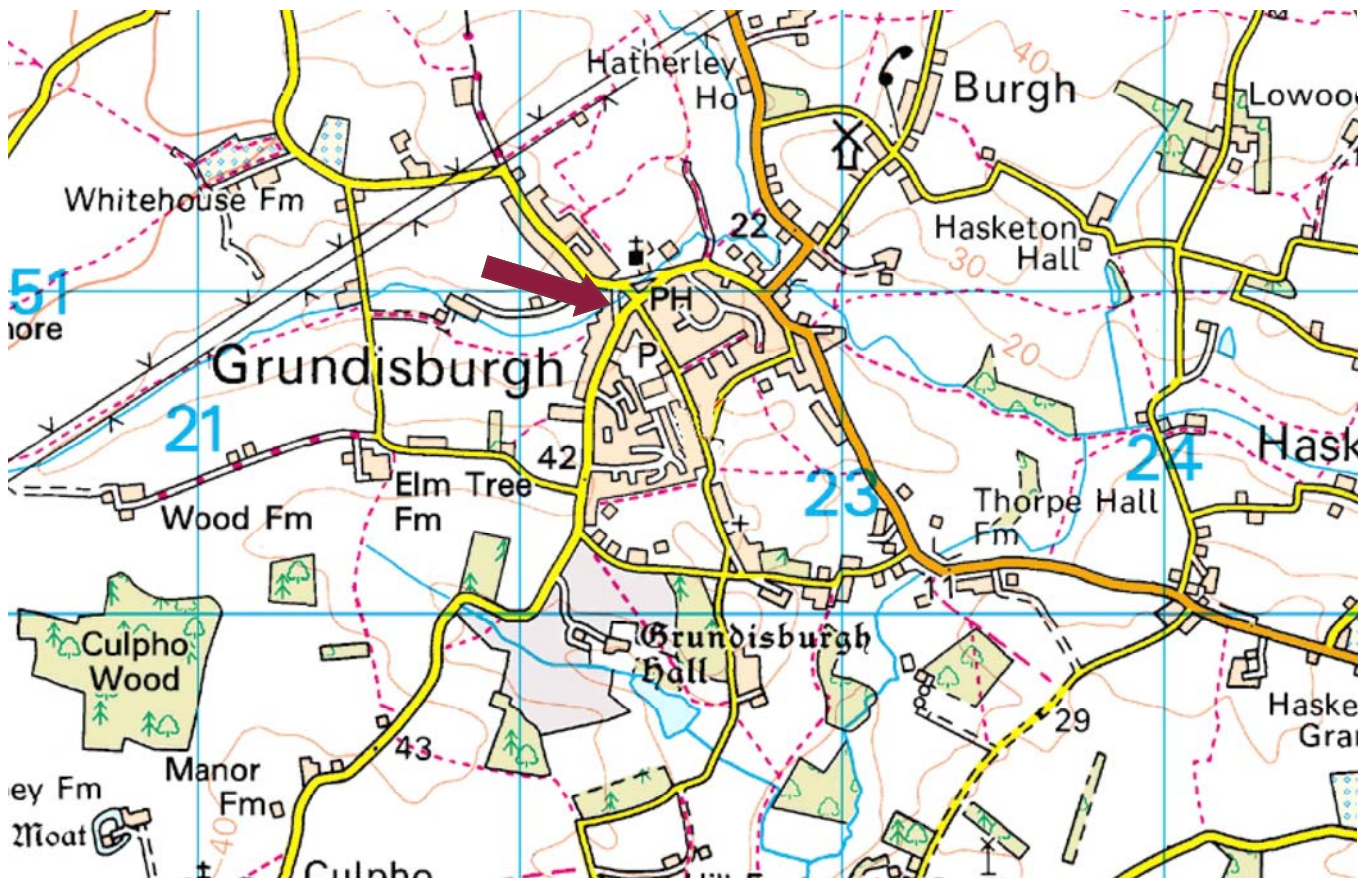 Hatherley
Ho
Burgh
40
Lowood
Whitehouse Fm
22
Hasketon
Hall
30
51
nore
PH
20
Grundisburgh
P
21
42
23
24
Hask
Elm Tree
Fm
Thorpe Hall
Fm
Wood Fm
11
Culpho
Wood
Grundisburgh
Hall
29
Haske
Gran
43
Manor
Fm
ey Fm
Moat
40
Culpho